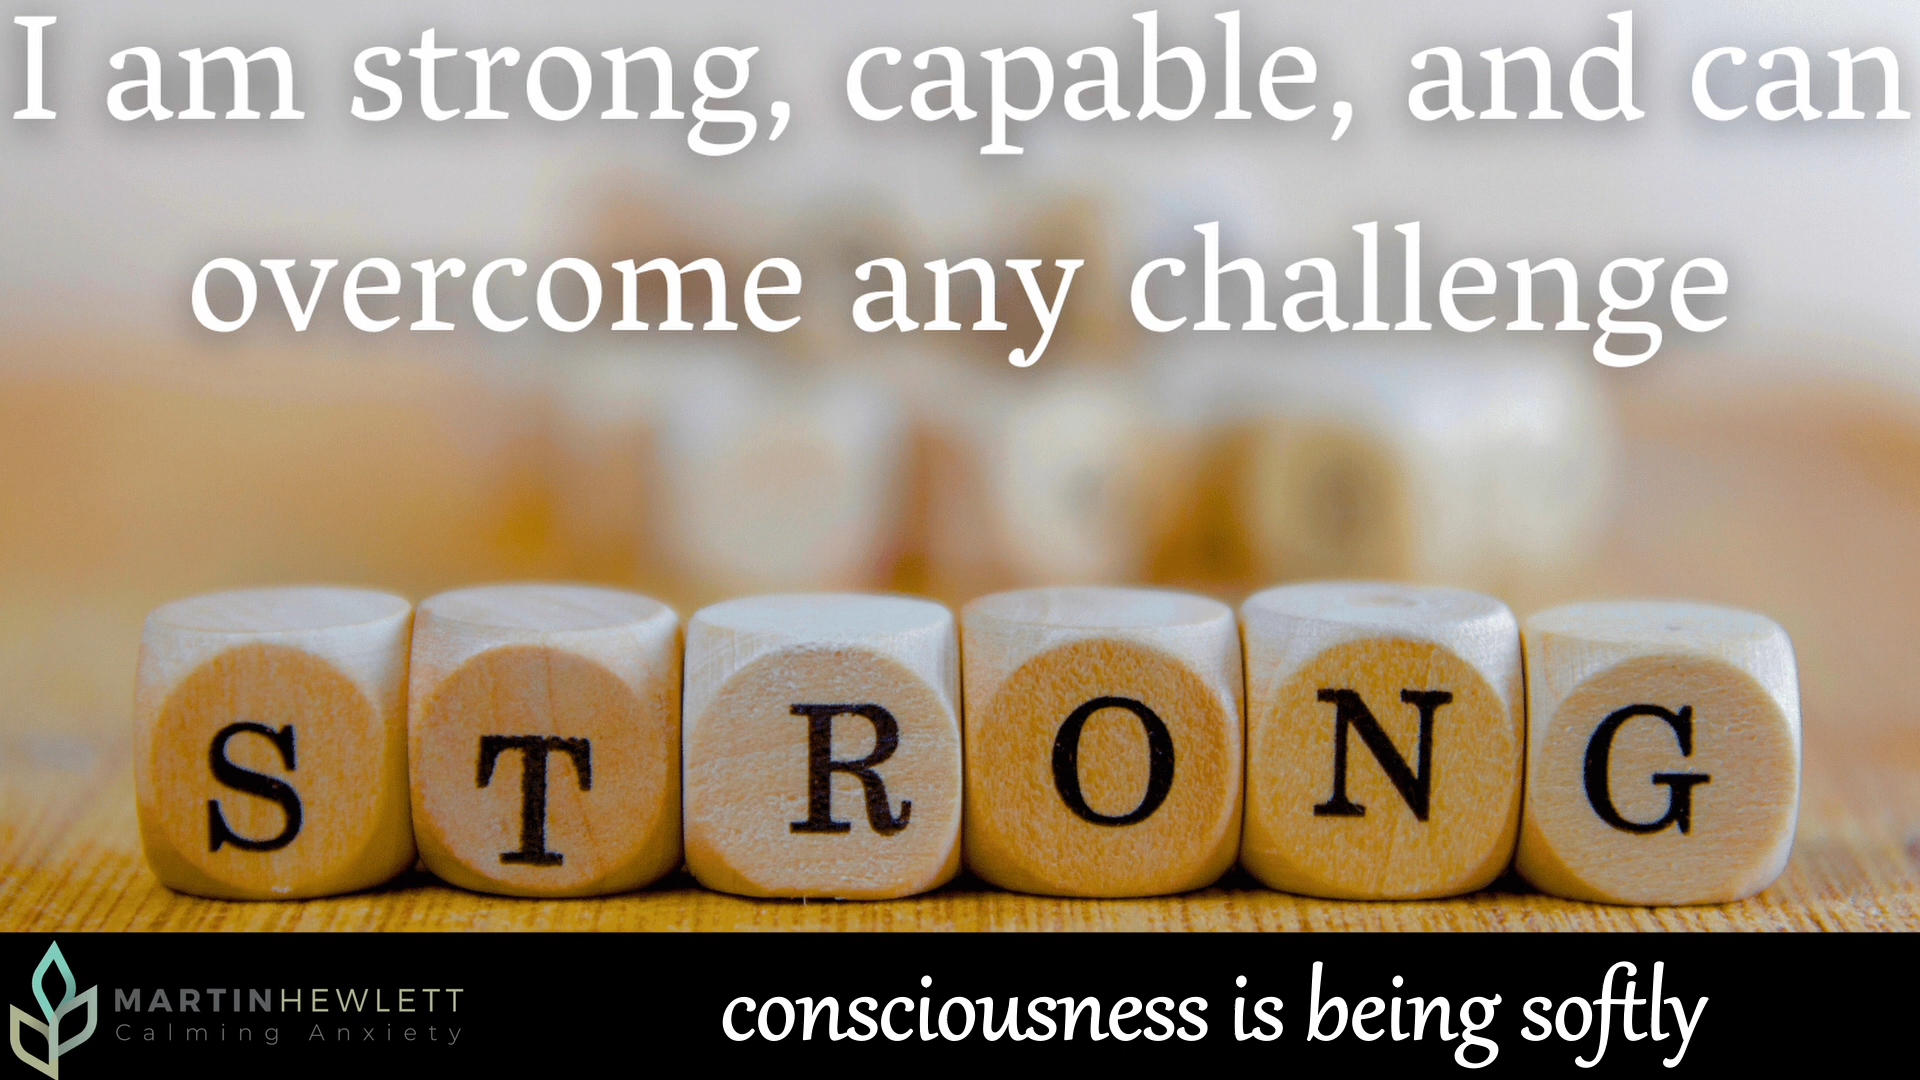 I am strong, capable, and can
overcome any challenge
STRONG
MARTINHEWLETT
Calming Anxiety
consciousness is being softly